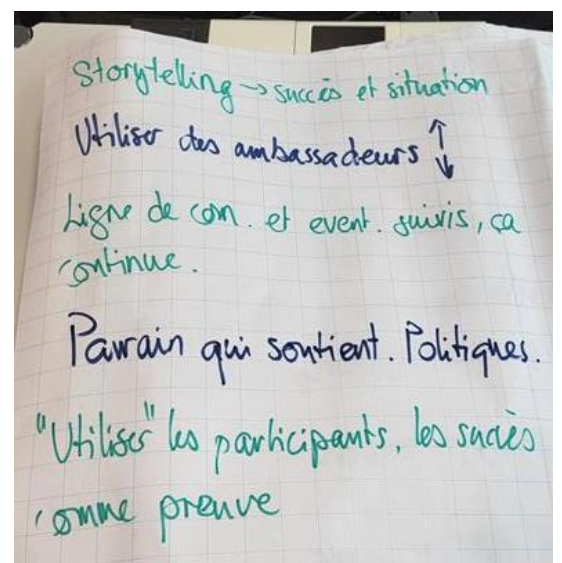 Storytelling → succès et situation
Utiliser des ambassadeurs ↑↓
Ligne de com. et event. suivis, ça
continue.
Parrain qui soutient. Politiques.
"Utiliser" les participants, les succès
comme preuve